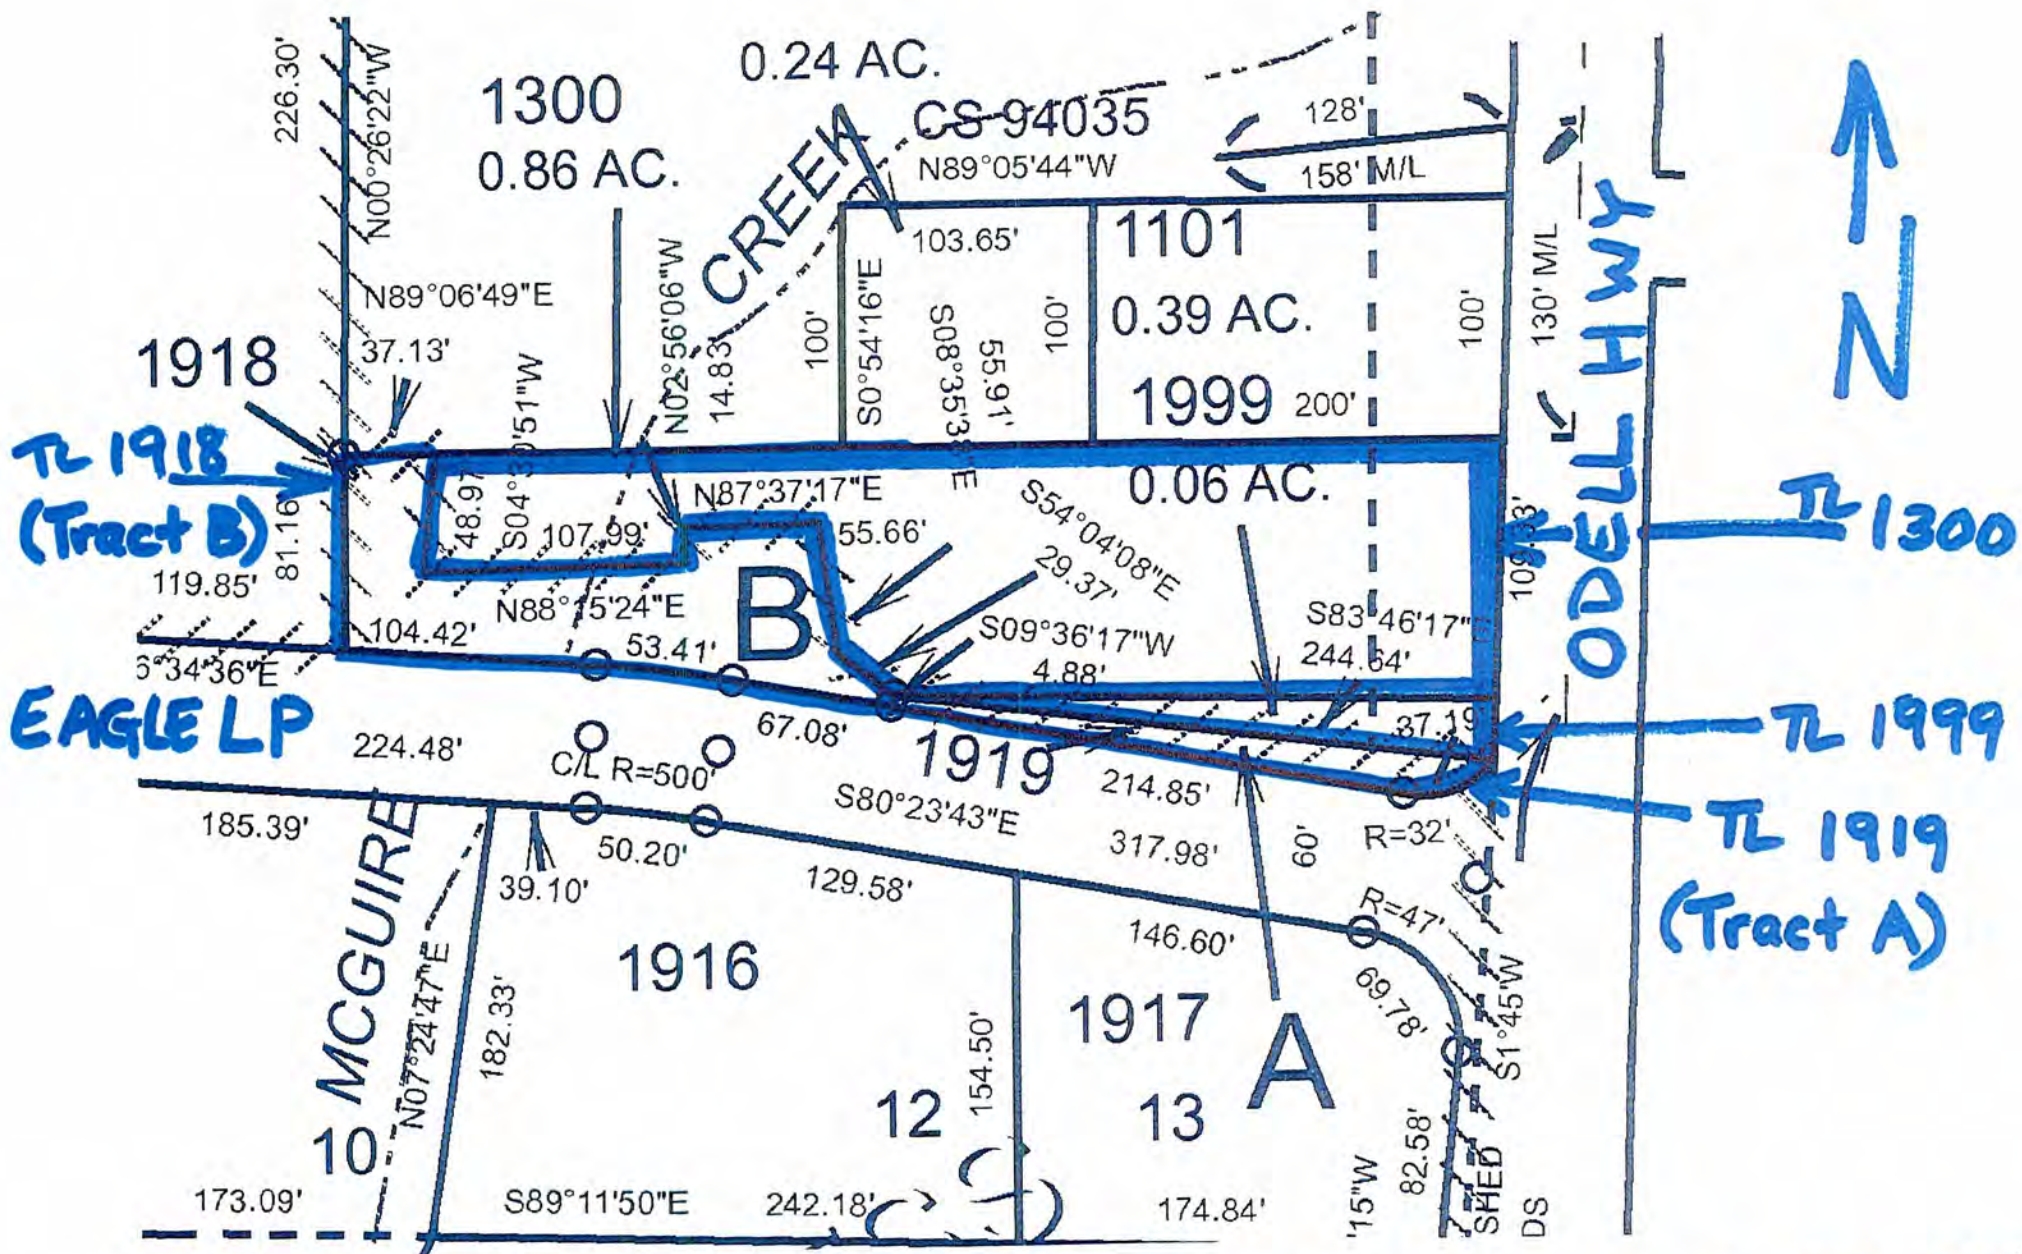 226.30'
N00°26'22"W
1300
0.86 AC.
0.24 AC.
CS 94035
N89°05'44"W
128'
158' M/L
CREEK
103.65'
1101
0.39 AC.
1999
200'
100'
S0°54'16"E
55.91'
100'
100'
130' M/L
ODELL HWY
N
N89°06'49"E
37.13'
N02°56'06"W
14.83'
1918
TL 1918
(Tract B)
81.16'
119.85'
48.97
107.99'
N88°15'24"E
N87°37'17"E
55.66'
S54°04'08"E
29.37'
0.06 AC.
TL 1300
B
S09°36'17"W
4.88'
S83°46'17"
244.64'
104.42'
53.41'
67.08'
6°34'36"E
EAGLE LP
224.48'
C/L R=500'
1919
37.19
TL 1999
214.85'
S80°23'43"E
317.98'
60'
R=32'
TL 1919
(Tract A)
185.39'
39.10'
50.20'
129.58'
146.60'
R=47'
69.78'
S1°45'W
MCGUIRE
N07°24'47"E
182.33'
1916
154.50'
1917
A
10
12
13
82.58'
SHED
DS
'15"W
173.09'
S89°11'50"E
242.18'
174.84'